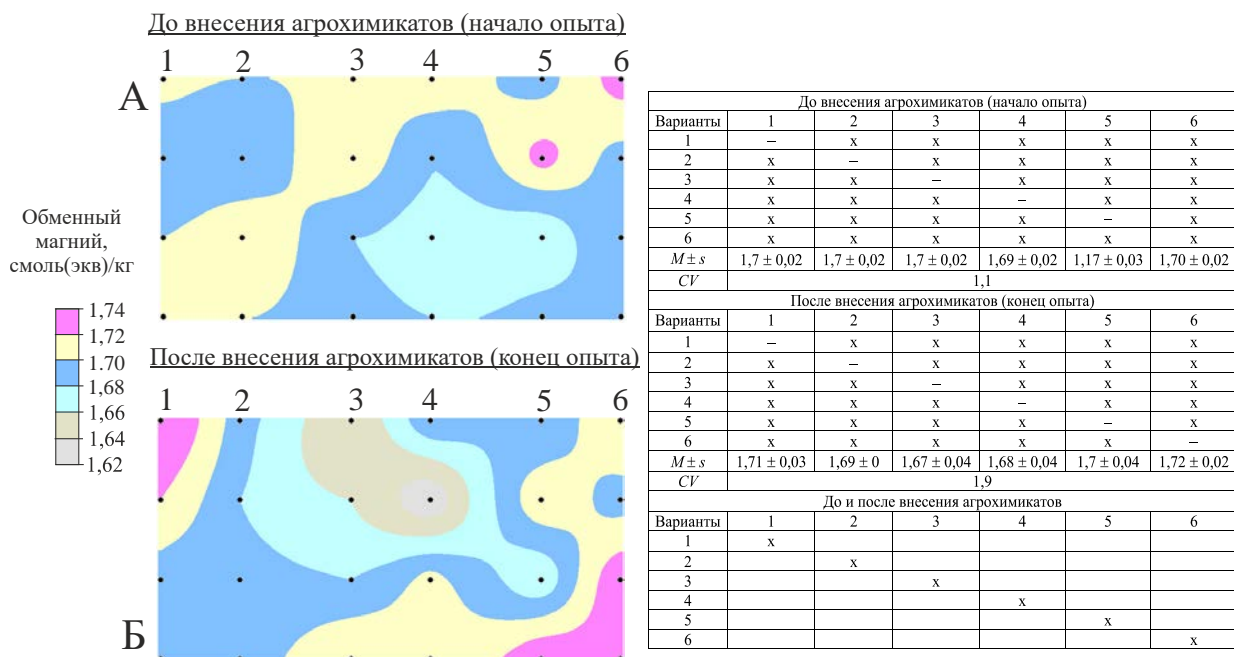 До внесения агрохимикатов (начало опыта)
1 2 3 4 5 6
А
Обменный
магний,
смоль(экв)/кг
1,74
1,72
1.70
1,68
1,66
1,64
1,62
После внесения агрохимикатов (конец опыта)
1 2 3 4 5 6
Б
До внесения агрохимикатов (начало опыта)
Варианты 1 2 3 4 5 6
1 – x x x x x
2 x – x x x x
3 x x – x x x
4 x x x – x x
5 x x x x – x
6 x x x x x x
M ± s 1,7 ± 0,02 1,7 ± 0,02 1,7 ± 0,02 1,69 ± 0,02 1,17 ± 0,03 1,70 ± 0,02
CV 1,1
После внесения агрохимикатов (конец опыта)
Варианты 1 2 3 4 5 6
1 – x x x x x
2 x – x x x x
3 x x – x x x
4 x x x – x x
5 x x x x – x
6 x x x x x –
M ± s 1,71 ± 0,03 1,69 ± 0 1,67 ± 0,04 1,68 ± 0,04 1,7 ± 0,04 1,72 ± 0,02
CV 1,9
До и после внесения агрохимикатов
Варианты 1 2 3 4 5 6
1 x
2 x
3 x
4 x
5 x
6 x